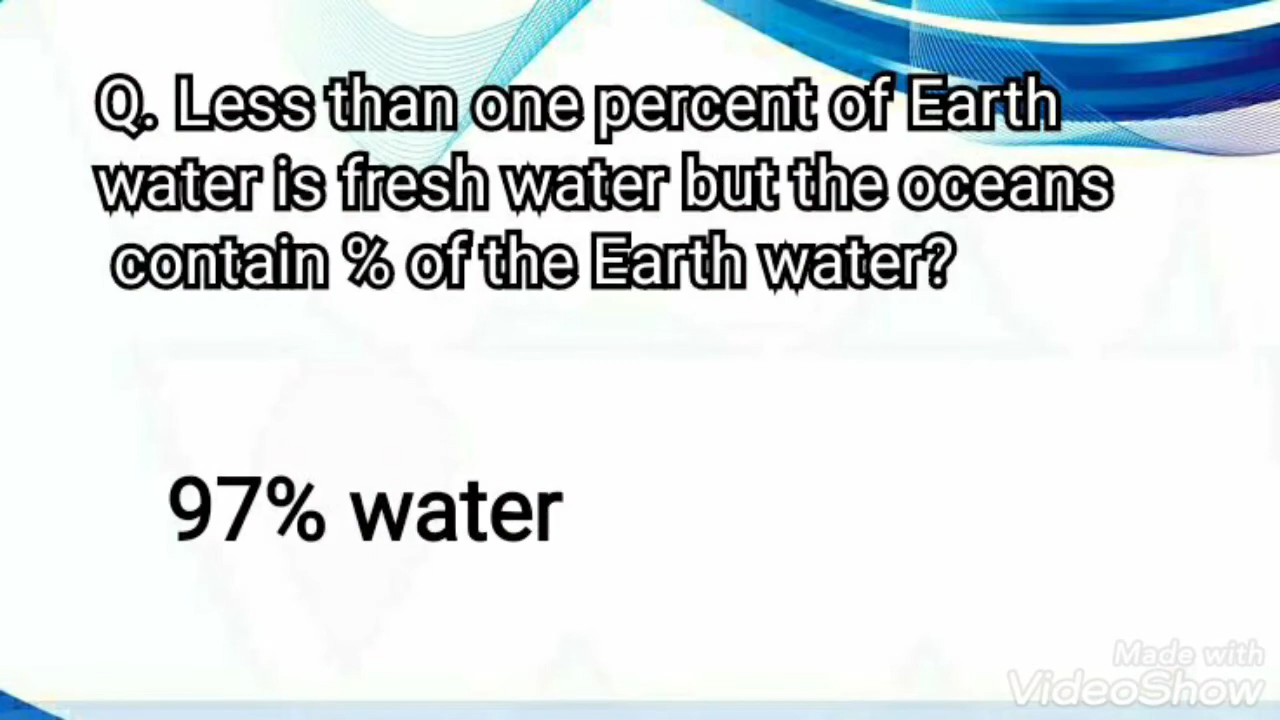 Q. Less than one percent of Earth
water is fresh water but the oceans
contain % of the Earth water?
97% water
Made with
VideoShow